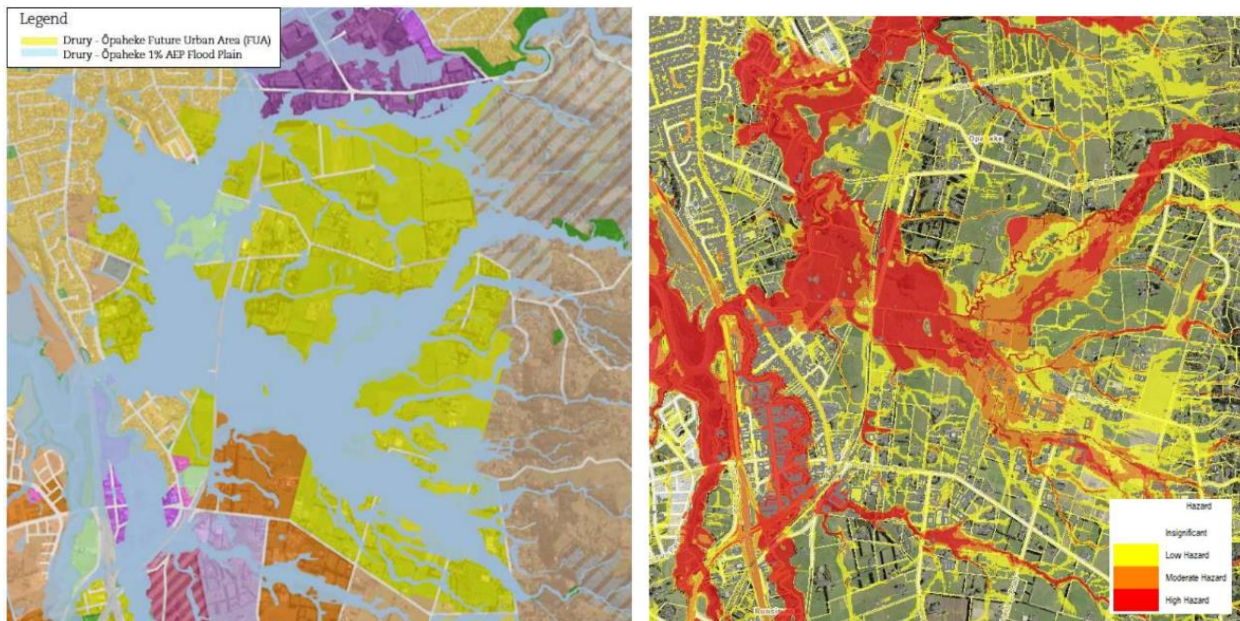 Legend
Drury - Ōpaheke Future Urban Area (FUA)
Drury - Ōpaheke 1% AEP Flood Plain
Opaheke
Hazard
Insignificant
Low Hazard
Moderate Hazard
High Hazard